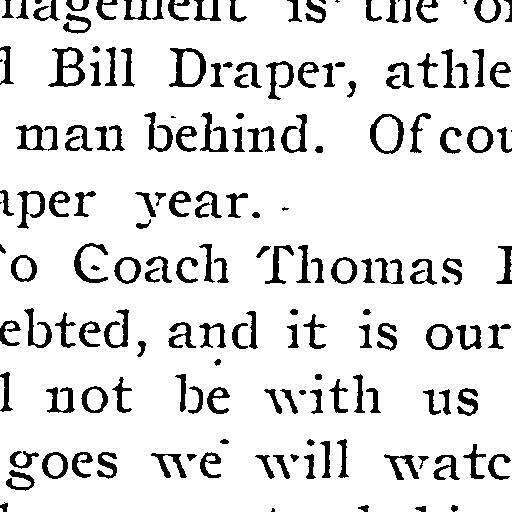 nagement is the
d Bill Draper, athle
man behind. Of cou
aper year.
To Coach Thomas
ebted, and it is our
l not be with us
goes we will watc